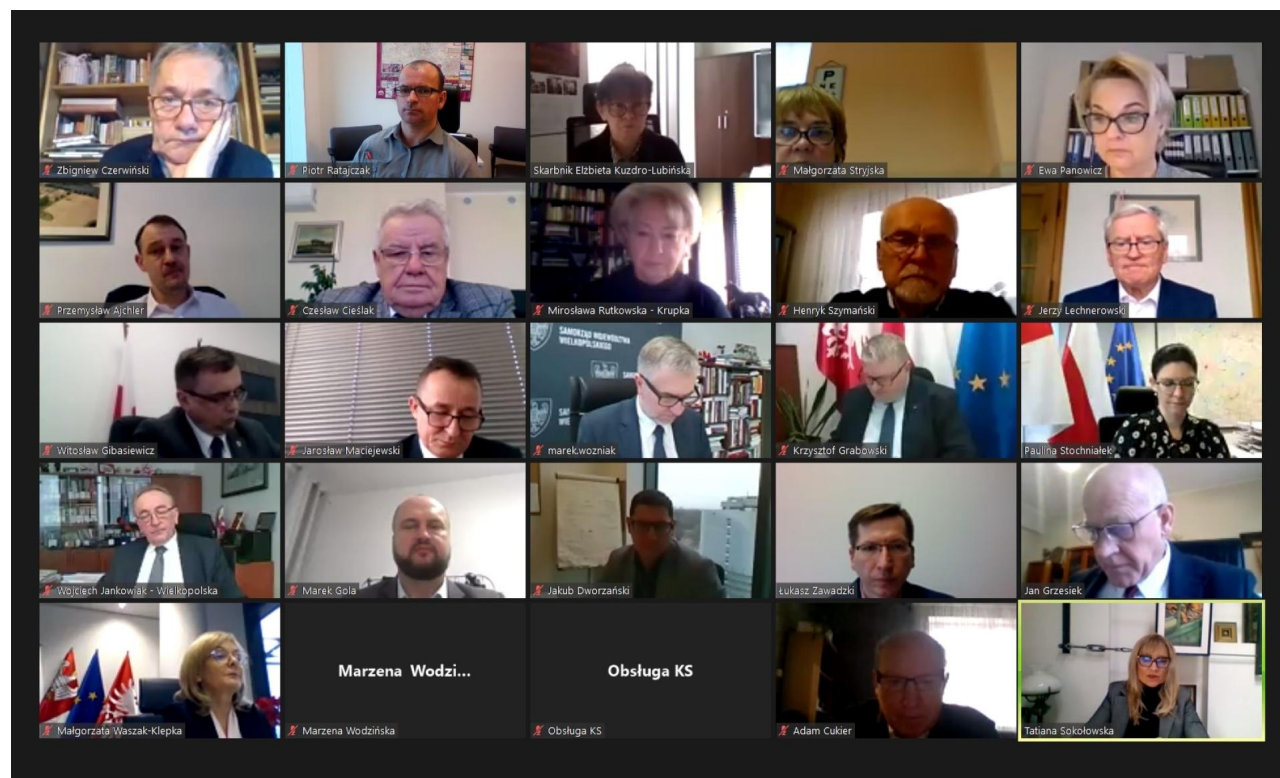 Zbigniew Czerwiński
Piotr Ratajczak
Skarbnik Elżbieta Kuzdro-Lubińska
Małgorzata Stryjska
Ewa Panowicz
Przemysław Ajchler
Czesław Cieślak
Mirosława Rutkowska - Krupka
Henryk Szymański
Jerzy Lechnerowski
SAMORZĄD WOJEWÓDZTWA
WIELKOPOLSKIEGO
Witosław Gibasiewicz
Jarosław Maciejewski
marek.wozniak
Krzysztof Grabowski
Paulina Stochniałek
Wojciech Jankowiak - Wielkopolska
Marek Gola
Jakub Dworzański
Łukasz Zawadzki
Jan Grzesiek
Marzena Wodzi...
Obsługa KS
Małgorzata Waszak-Klepka
Marzena Wodzińska
Obsługa KS
Adam Cukier
Tatiana Sokołowska